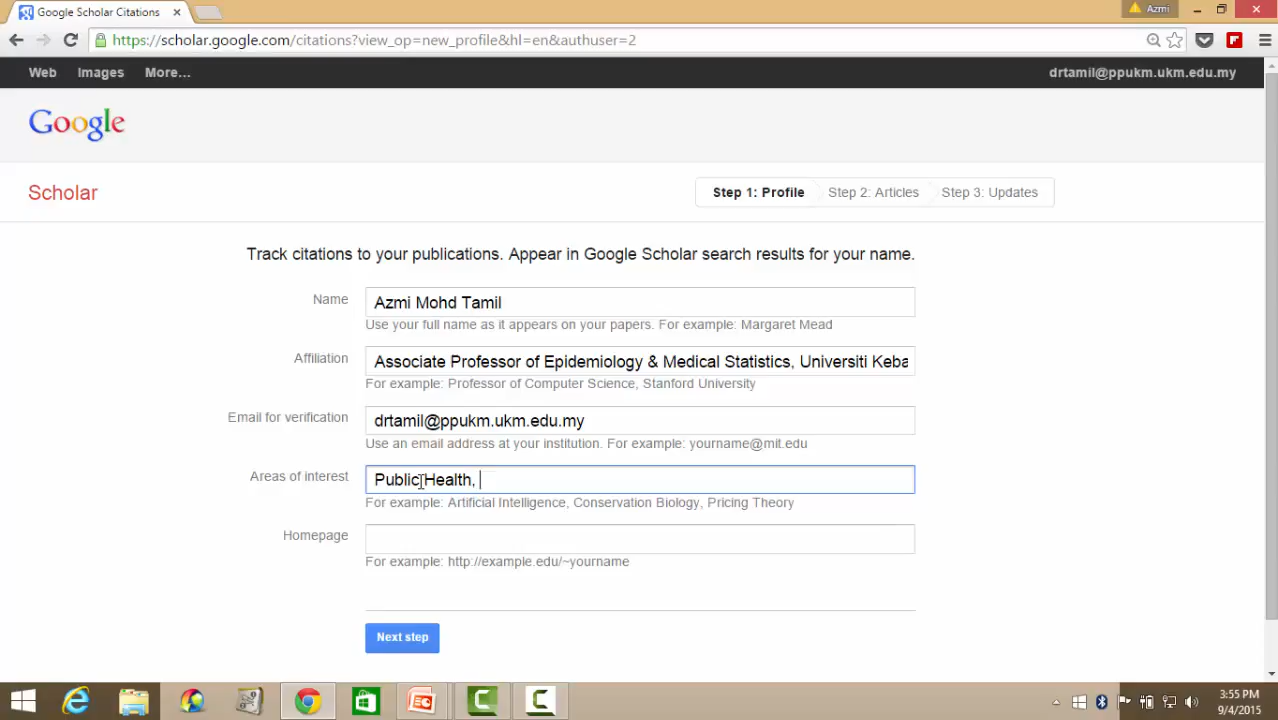 Google Scholar Citations
Azmi
https://scholar.google.com/citations?view_op=new_profile&hl=en&authuser=2
Web Images More... drtamil@ppukm.ukm.edu.my
Google
Scholar Step 1: Profile Step 2: Articles Step 3: Updates
Track citations to your publications. Appear in Google Scholar search results for your name.
Name Azmi Mohd Tamil
Use your full name as it appears on your papers. For example: Margaret Mead
Affiliation Associate Professor of Epidemiology & Medical Statistics, Universiti Keba
For example: Professor of Computer Science, Stanford University
Email for verification drtamil@ppukm.ukm.edu.my
Use an email address at your institution. For example: yourname@mit.edu
Areas of interest Public Health,
For example: Artificial Intelligence, Conservation Biology, Pricing Theory
Homepage
For example: http://example.edu/~yourname
Next step
3:55 PM
9/4/2015